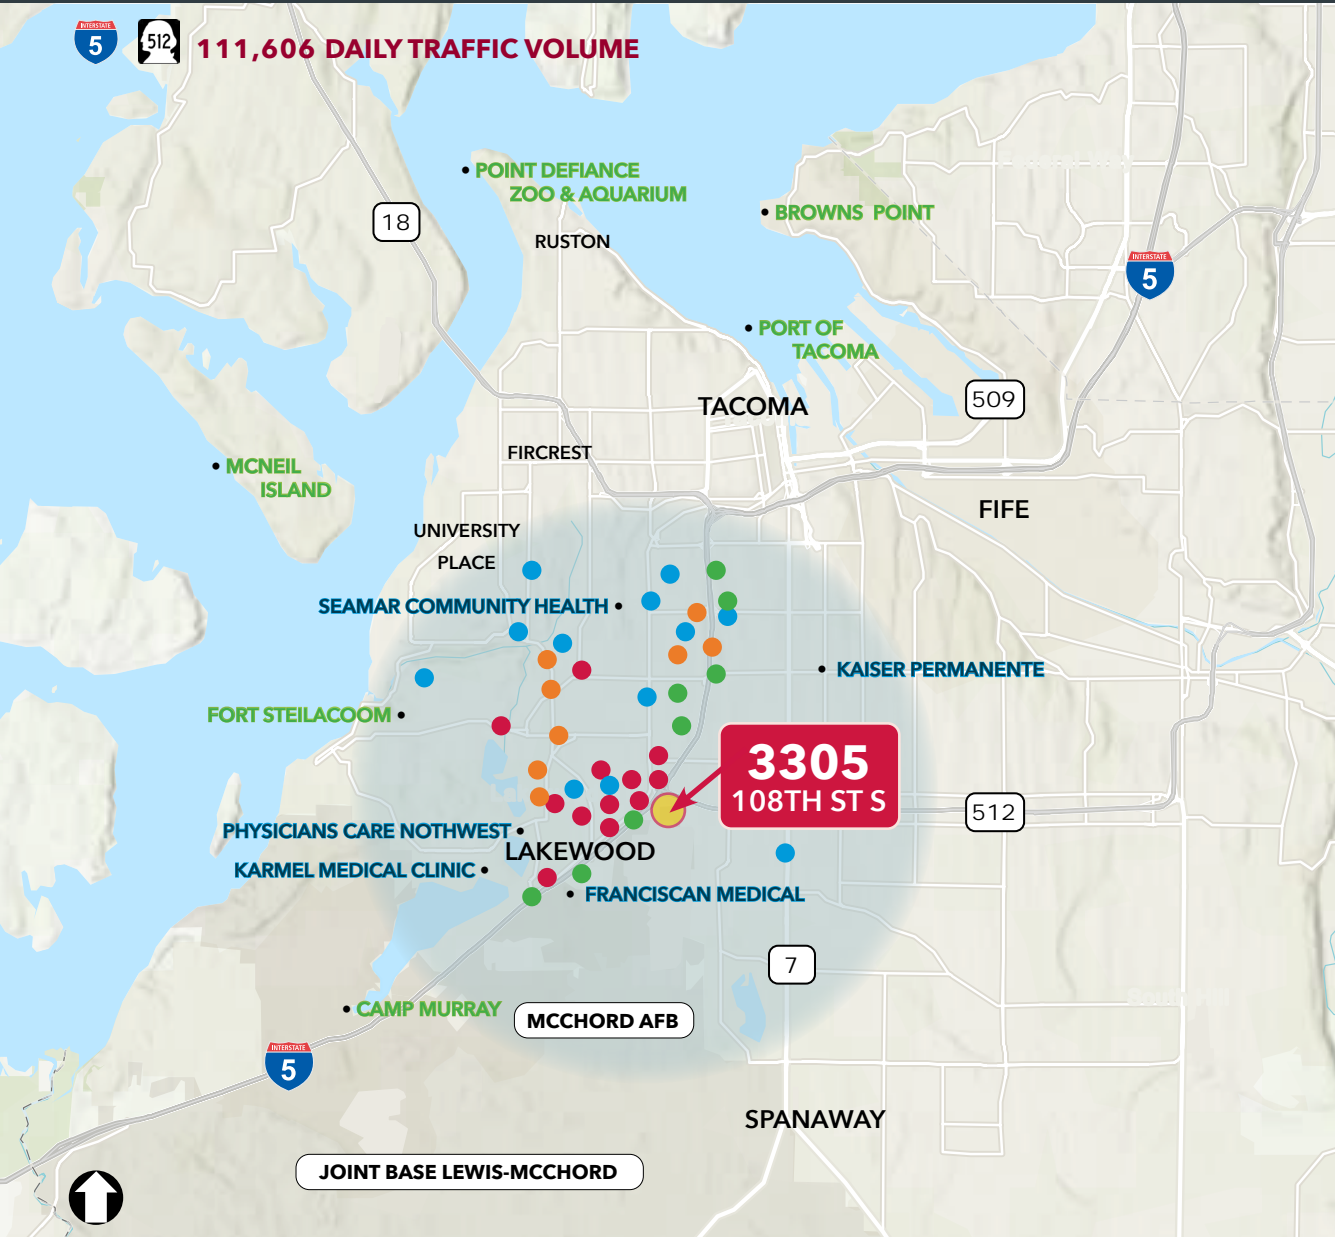 INTERSTATE
5
512
111,606 DAILY TRAFFIC VOLUME
POINT DEFIANCE
ZOO & AQUARIUM
18
BROWNS POINT
RUSTON
INTERSTATE
5
PORT OF
TACOMA
509
TACOMA
FIRCREST
MCNEIL
ISLAND
FIFE
UNIVERSITY
PLACE
SEAMAR COMMUNITY HEALTH
KAISER PERMANENTE
FORT STEILACOOM
3305
108TH ST S
512
PHYSICIANS CARE NOTHWEST
LAKEWOOD
KARMEL MEDICAL CLINIC
FRANCISCAN MEDICAL
7
CAMP MURRAY
MCCHORD AFB
INTERSTATE
5
SPANAWAY
JOINT BASE LEWIS-MCCHORD